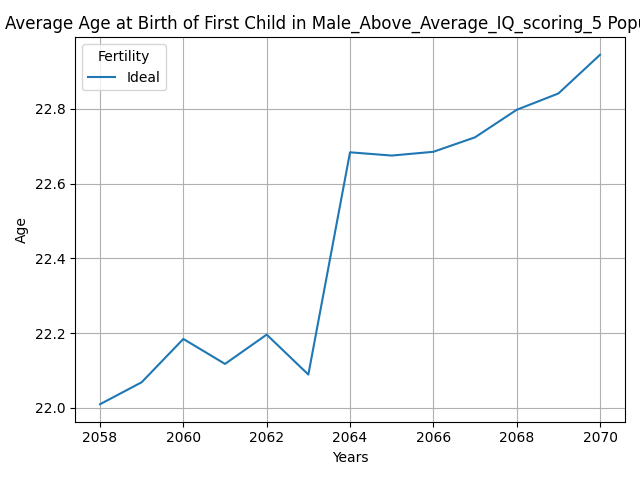 Average Age at Birth of First Child in Male_Above_Average_IQ_scoring_5 Popu
Fertility
Ideal
22.8
22.6
22.4
22.2
22.0
Age
2058 2060 2062 2064 2066 2068 2070
Years